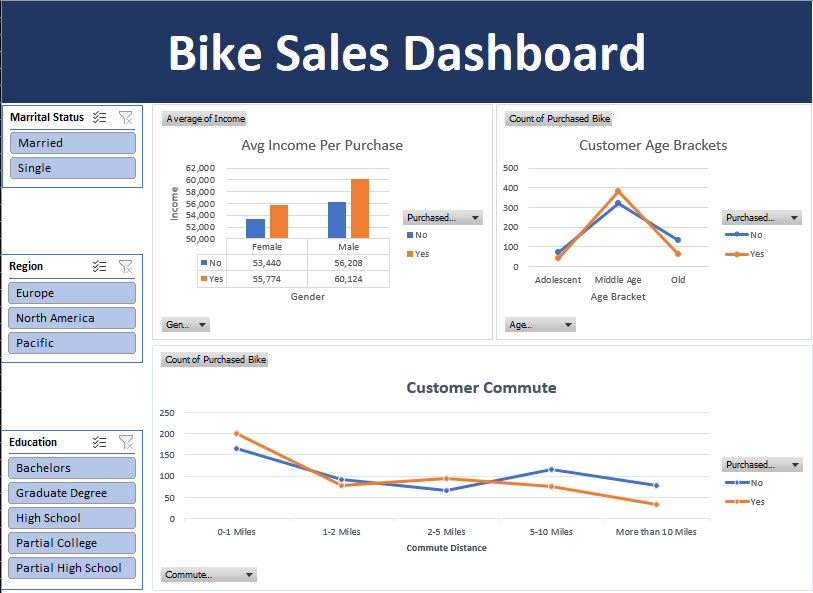 Bike Sales Dashboard
Marrital Status
Married
Single
Region
Europe
North America
Pacific
Education
Bachelors
Graduate Degree
High School
Partial College
Partial High School
Average of Income
Avg Income Per Purchase
62,000
60,000
58,000
56,000
54,000
52,000
50,000
Income
Female Male
No 53,440 56,208
Yes 55,774 60,124
Gender
Purchased...
No
Yes
Gen...
Count of Purchased Bike
Customer Age Brackets
500
400
300
200
100
0
Adolescent Middle Age Old
Age Bracket
Purchased...
No
Yes
Age...
Count of Purchased Bike
Customer Commute
250
200
150
100
50
0
0-1 Miles 1-2 Miles 2-5 Miles 5-10 Miles More than 10 Miles
Commute Distance
Purchased...
No
Yes
Commute...